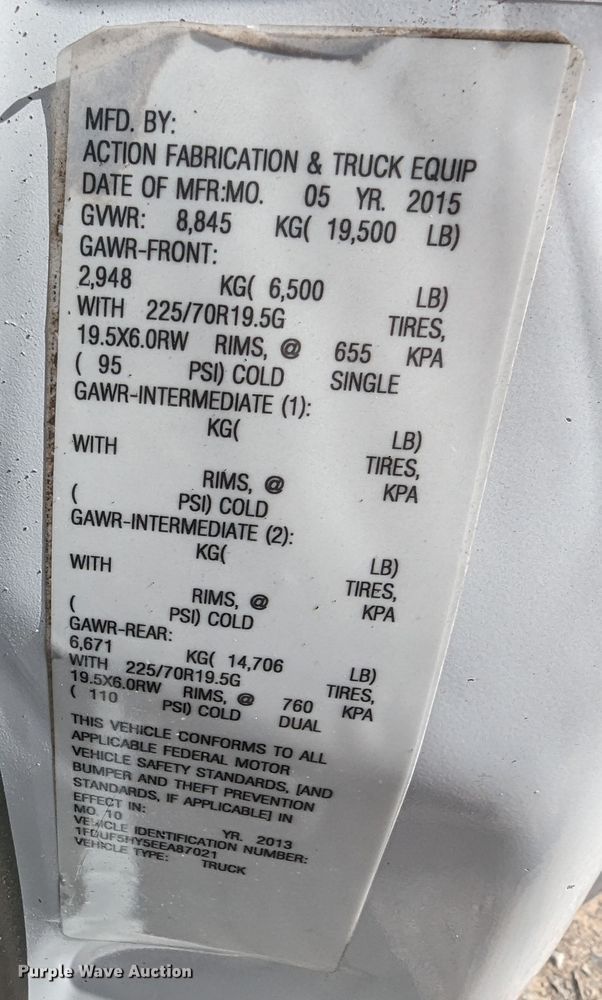 MFD. BY:
ACTION FABRICATION & TRUCK EQUIP
DATE OF MFR:MO. 05 YR. 2015
GVWR: 8,845 KG( 19,500 LB)
GAWR-FRONT:
2,948 KG( 6,500 LB)
WITH 225/70R19.5G TIRES,
19.5X6.0RW RIMS, @ 655 KPA
( 95 PSI) COLD SINGLE
GAWR-INTERMEDIATE (1):
KG( LB)
WITH TIRES,
RIMS, @ KPA
( PSI) COLD
GAWR-INTERMEDIATE (2):
KG( LB)
WITH TIRES,
RIMS, @ KPA
( PSI) COLD
GAWR-REAR:
6,671 KG( 14,706 LB)
WITH 225/70R19.5G TIRES,
19.5X6.0RW RIMS, @ 760 KPA
( 110 PSI) COLD DUAL
THIS VEHICLE CONFORMS TO ALL
APPLICABLE FEDERAL MOTOR
VEHICLE SAFETY STANDARDS, [AND
BUMPER AND THEFT PREVENTION
STANDARDS, IF APPLICABLE] IN
EFFECT IN:
MO. 10 YR. 2013
VEHICLE IDENTIFICATION NUMBER:
1FDUF5HY5EEA87021
VEHICLE TYPE: TRUCK
Purple Wave Auction